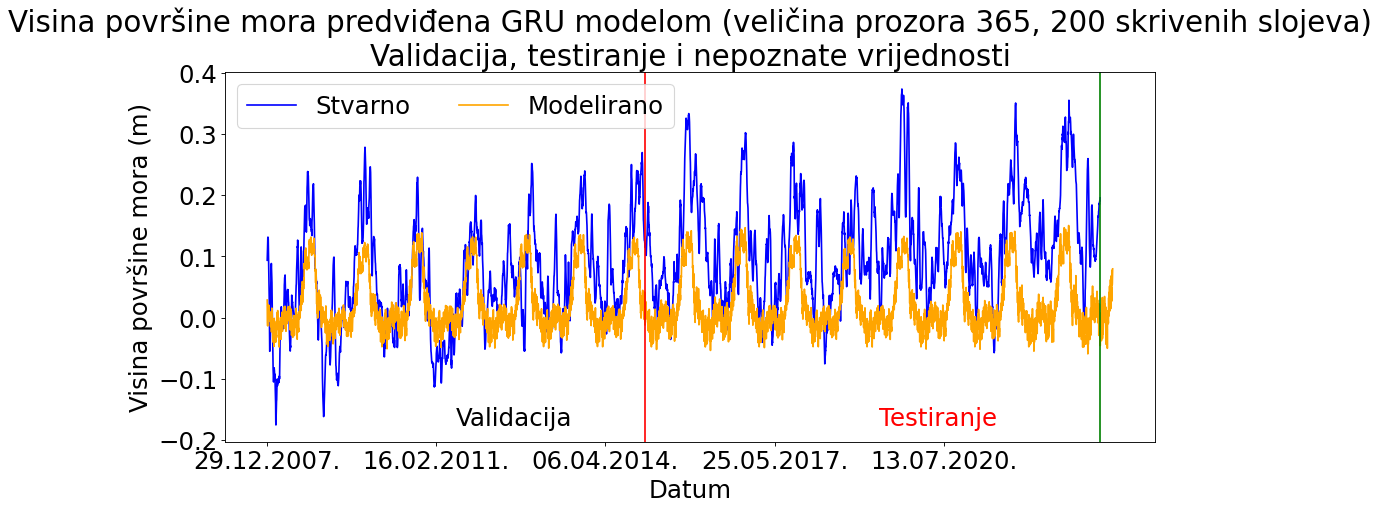 Visina površine mora predviđena GRU modelom (veličina prozora 365, 200 skrivenih slojeva)
Validacija, testiranje i nepoznate vrijednosti
Visina površine mora (m)
0.4
0.3
0.2
0.1
0.0
−0.1
−0.2
Stvarno
Modelirano
Validacija
Testiranje
29.12.2007.
16.02.2011.
06.04.2014.
25.05.2017.
13.07.2020.
Datum